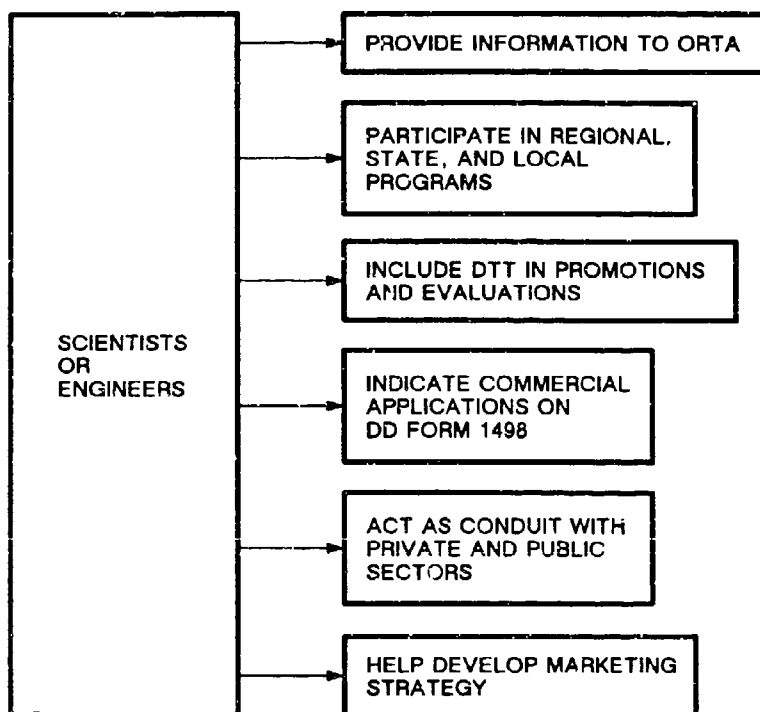 PROVIDE INFORMATION TO ORTA
PARTICIPATE IN REGIONAL,
STATE, AND LOCAL
PROGRAMS
INCLUDE DTT IN PROMOTIONS
AND EVALUATIONS
SCIENTISTS
OR
ENGINEERS
INDICATE COMMERCIAL
APPLICATIONS ON
DD FORM 1498
ACT AS CONDUIT WITH
PRIVATE AND PUBLIC
SECTORS
HELP DEVELOP MARKETING
STRATEGY